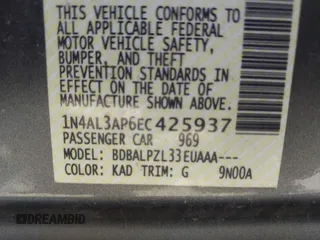 THIS VEHICLE CONFORMS TO
ALL APPLICABLE FEDERAL
MOTOR VEHICLE SAFETY,
BUMPER, AND THEFT
PREVENTION STANDARDS IN
EFFECT ON THE DATE OF
MANUFACTURE SHOWN ABOVE.
1N4AL3AP6EC425937
PASSENGER CAR 969
MODEL: BDBALPZL33EUAAA---
COLOR: KAD TRIM: G 9N00A
DREAMBID